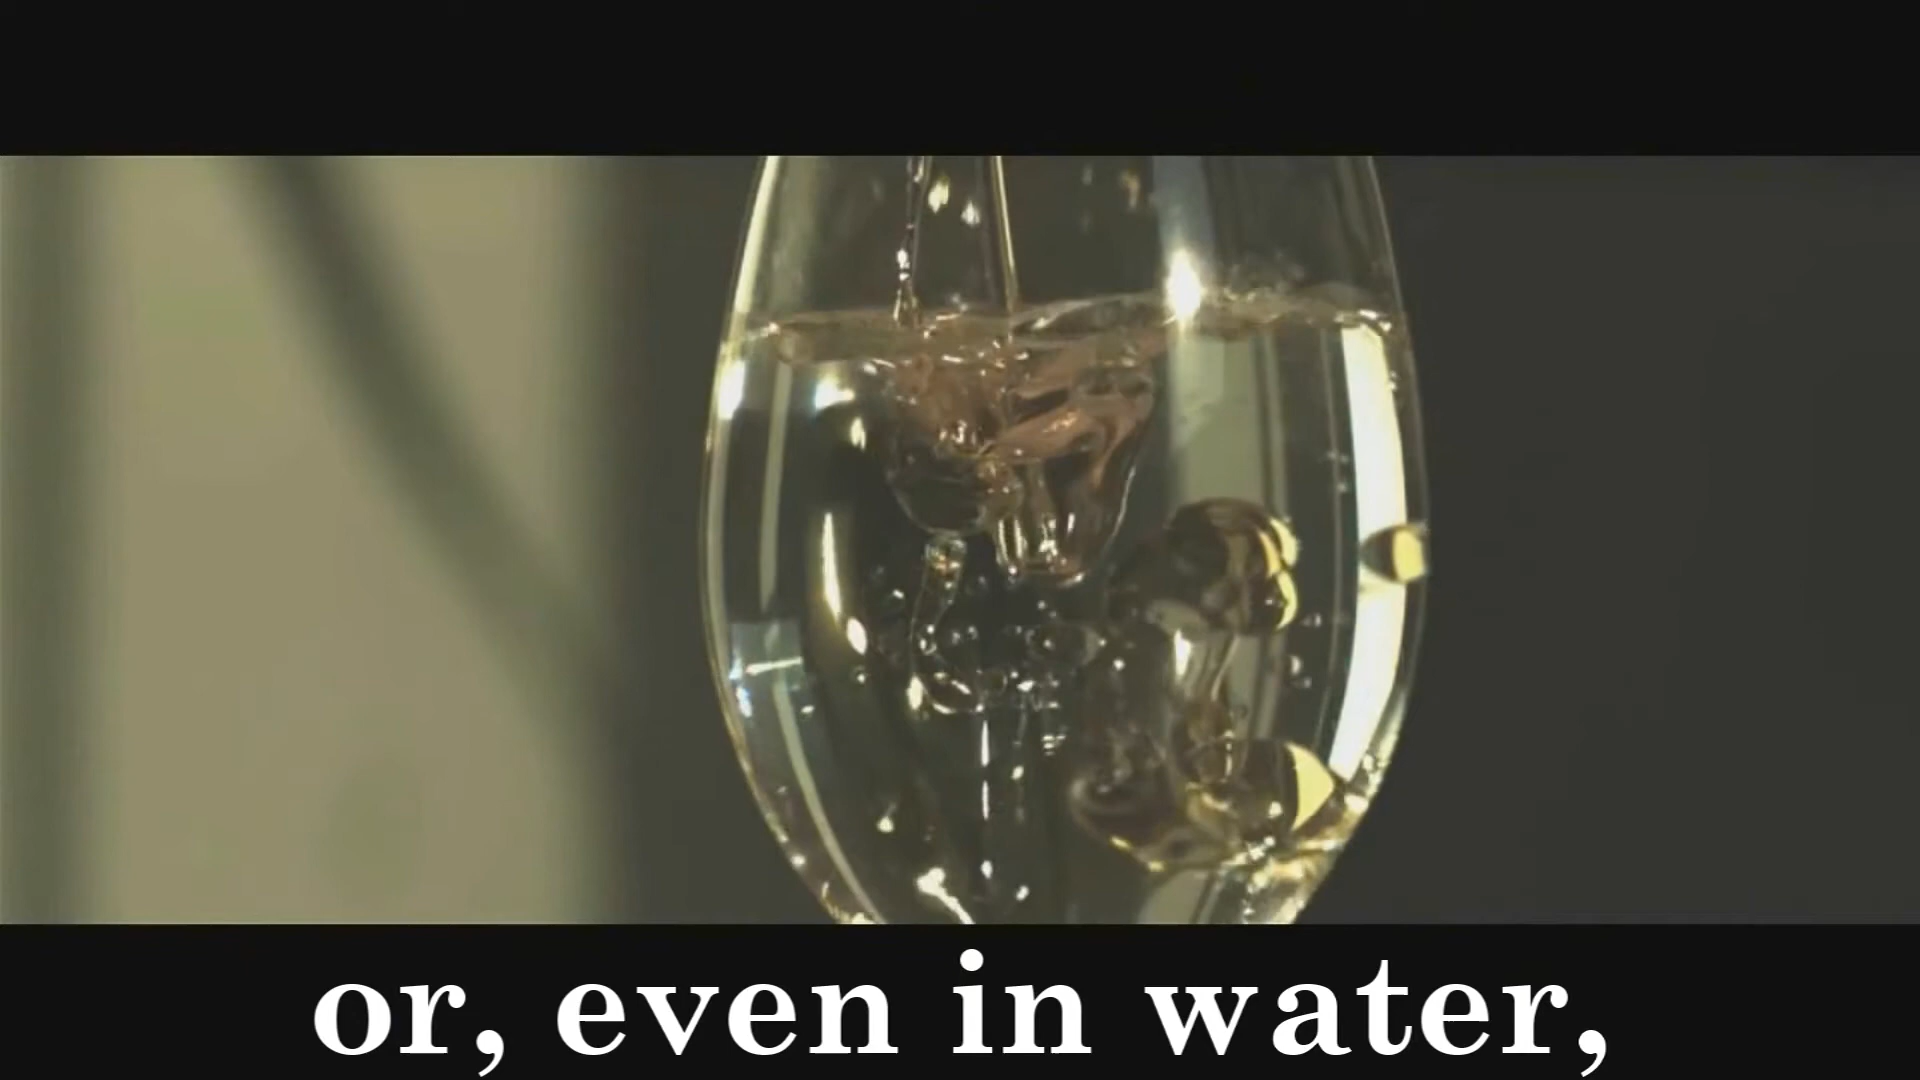 or, even in water,